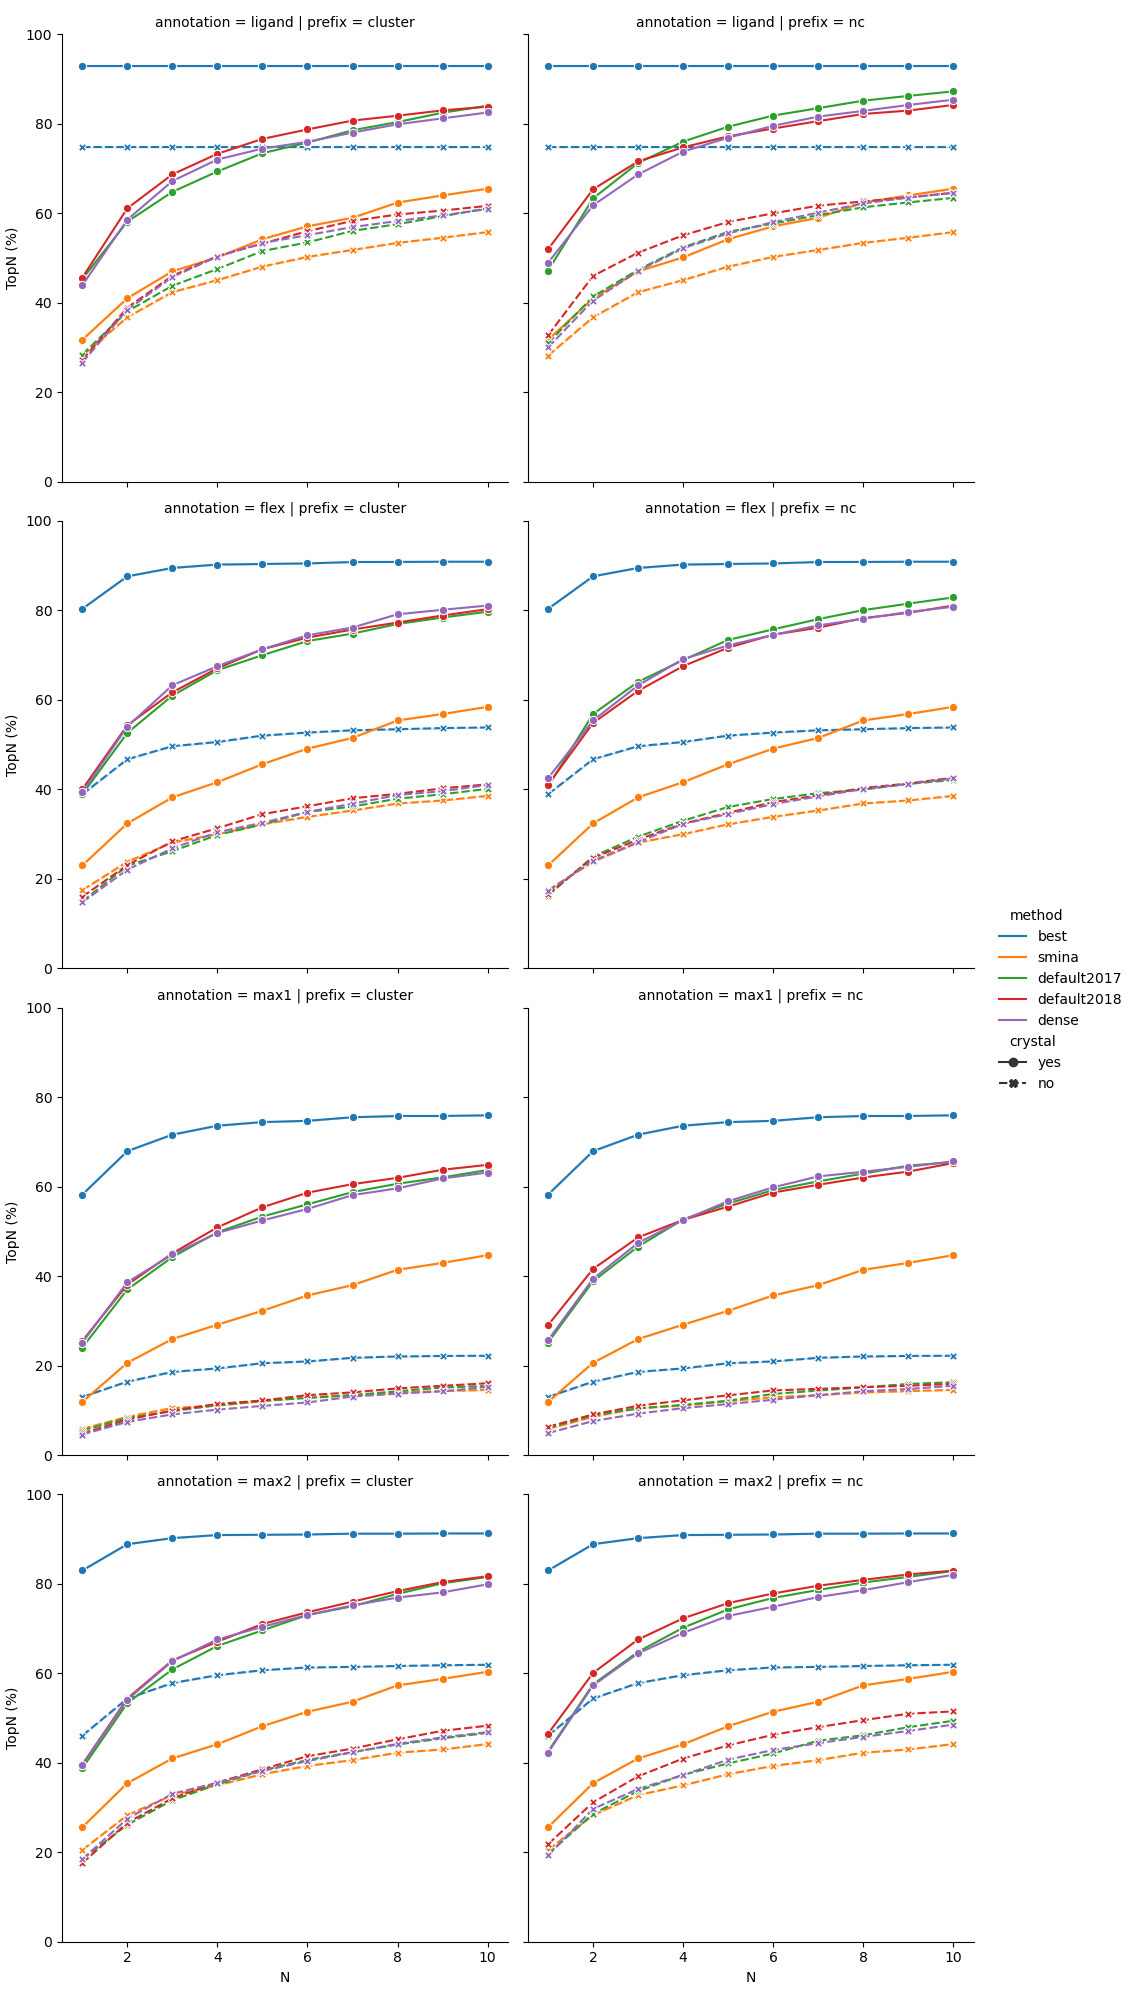 annotation = ligand | prefix = cluster
annotation = ligand | prefix = nc
100
80
60
40
20
0
TopN (%)
annotation = flex | prefix = cluster
annotation = flex | prefix = nc
100
80
60
40
20
0
TopN (%)
annotation = max1 | prefix = cluster
annotation = max1 | prefix = nc
100
80
60
40
20
0
TopN (%)
annotation = max2 | prefix = cluster
annotation = max2 | prefix = nc
100
80
60
40
20
0
TopN (%)
2 4 6 8 10
N
2 4 6 8 10
N
method
best
smina
default2017
default2018
dense
crystal
yes
no